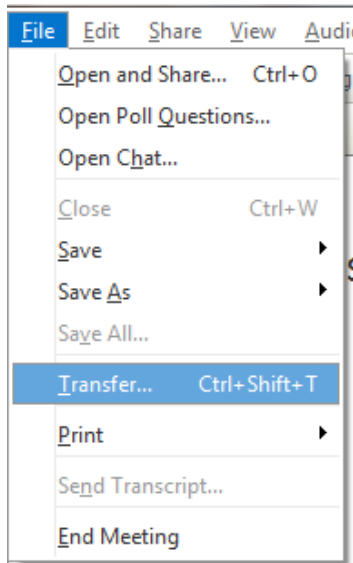 File Edit Share View Audi
Open and Share... Ctrl+O
Open Poll Questions...
Open Chat...
Close Ctrl+W
Save
Save As
Save All...
Transfer... Ctrl+Shift+T
Print
Send Transcript...
End Meeting